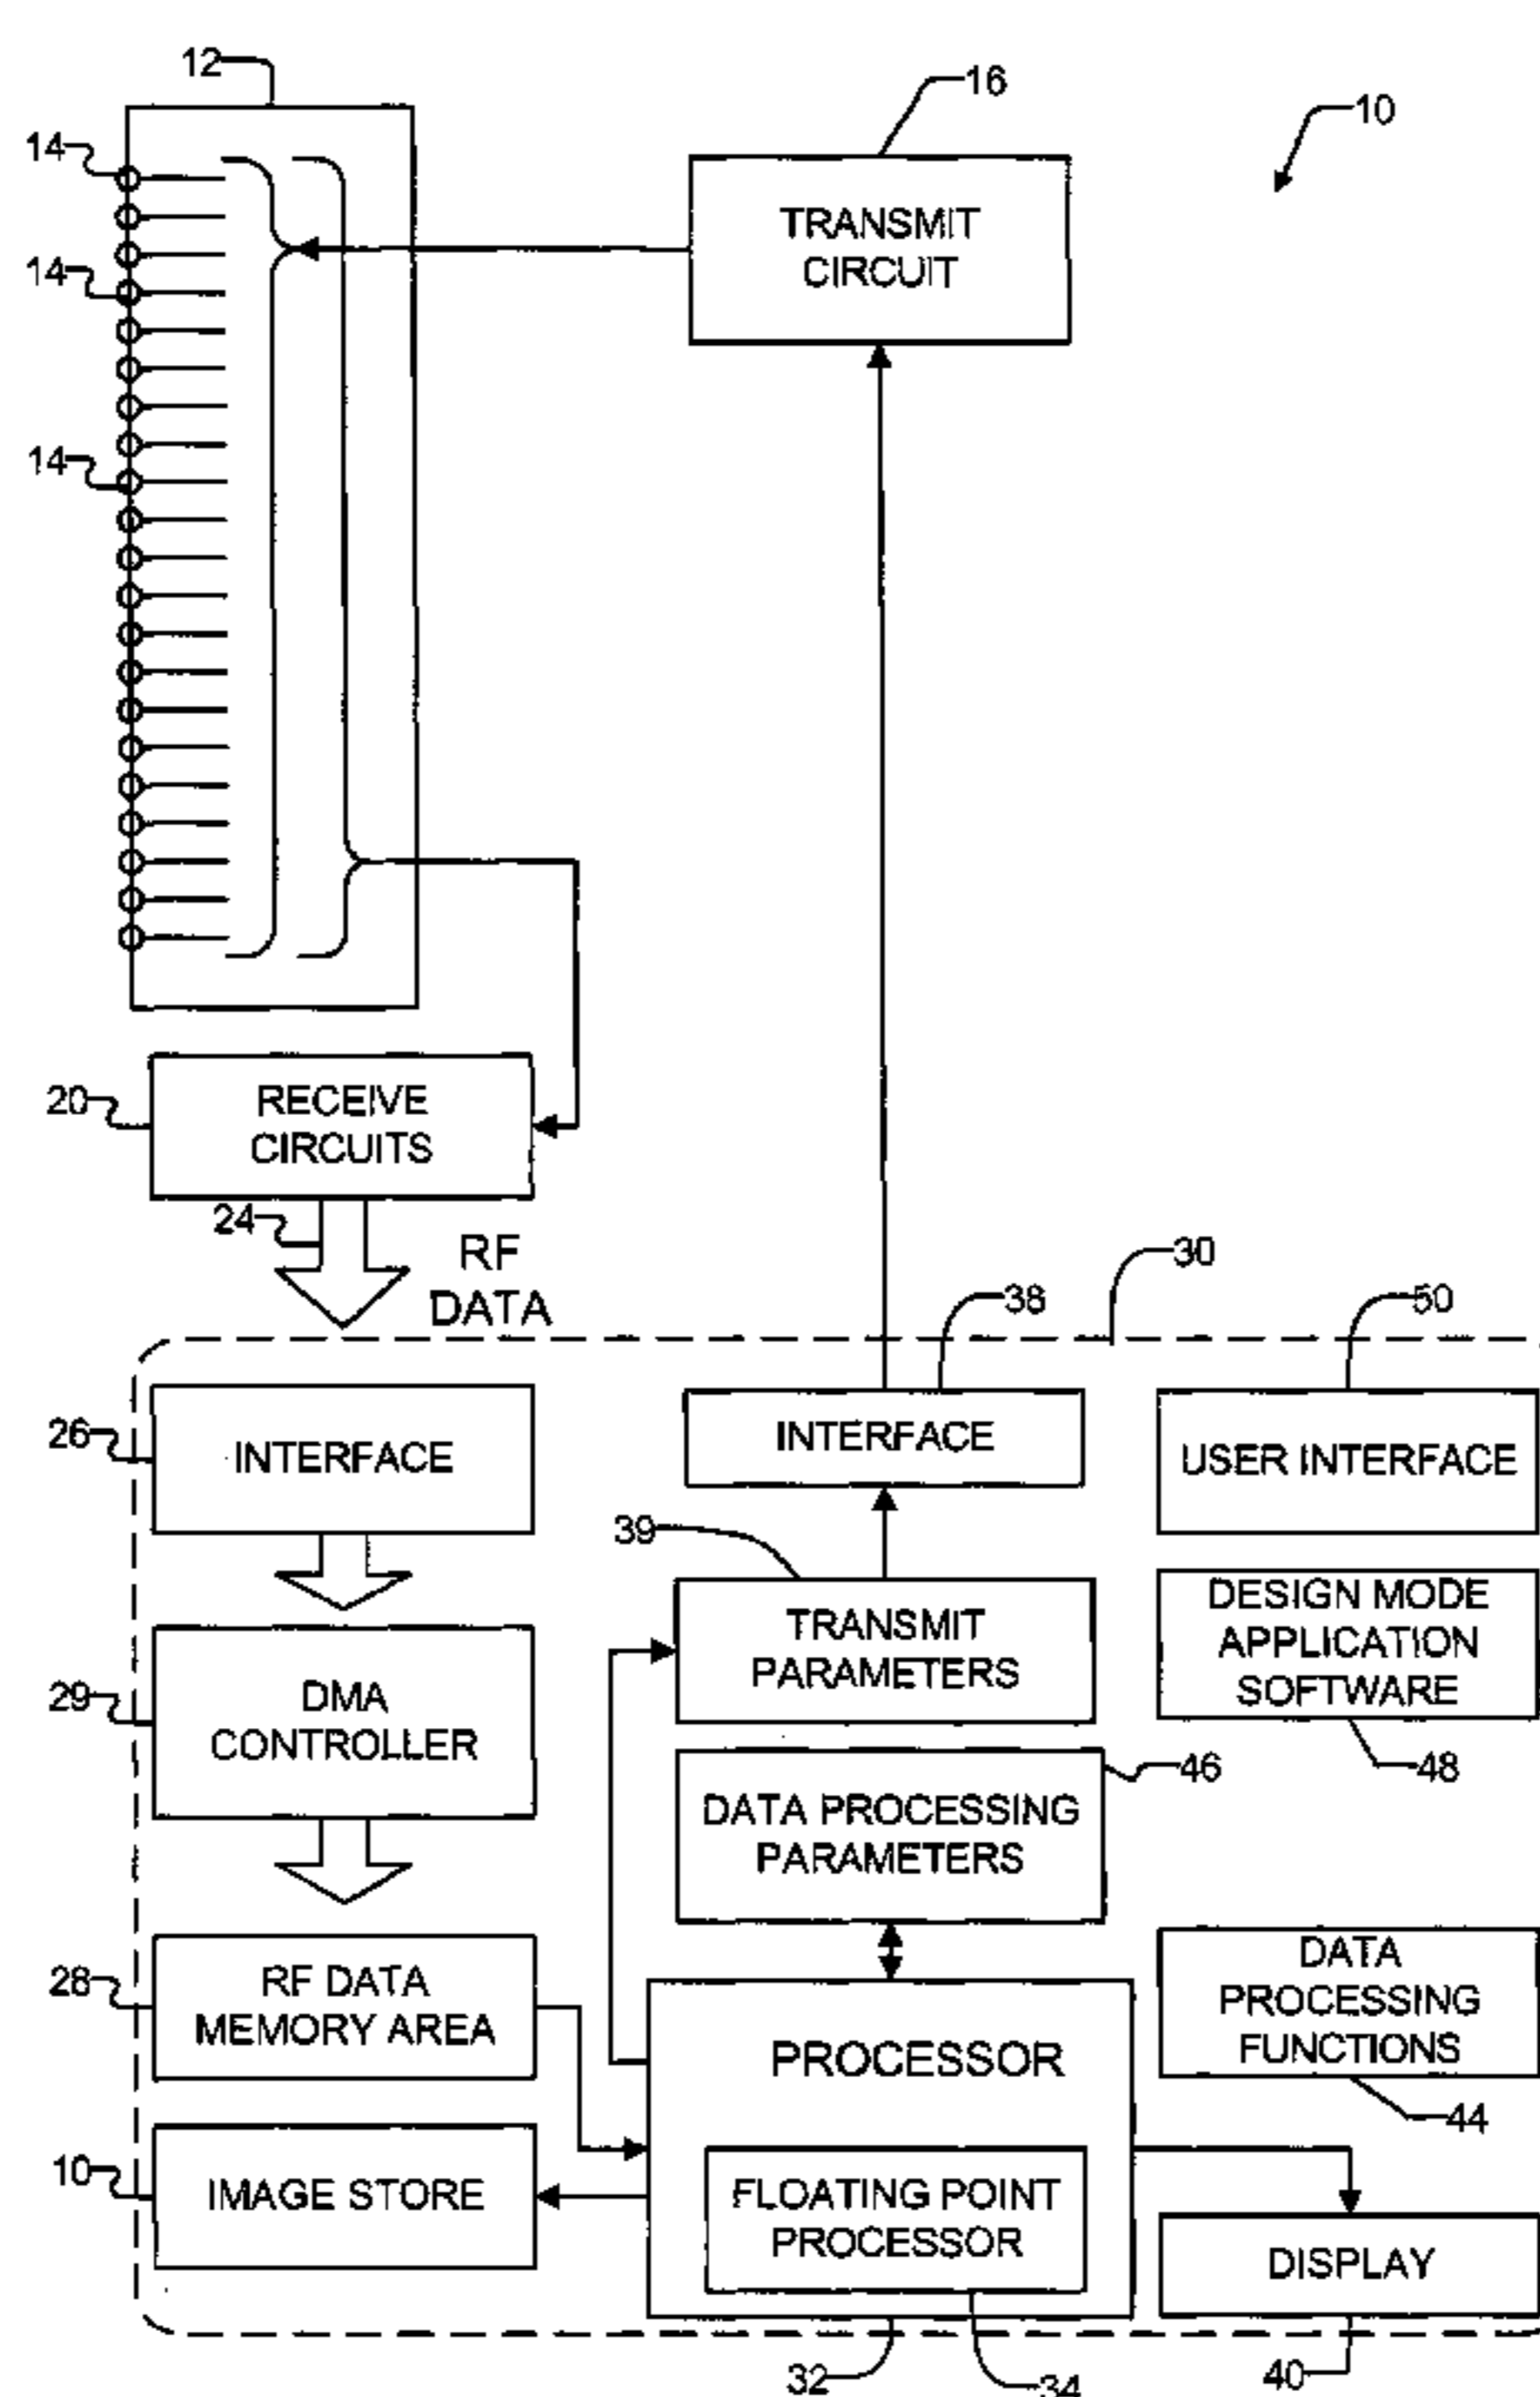 12
16
10
14
TRANSMIT
CIRCUIT
14
14
20
RECEIVE
CIRCUITS
24
RF
DATA
30
38
50
26
INTERFACE
INTERFACE
USER INTERFACE
39
TRANSMIT
PARAMETERS
DESIGN MODE
APPLICATION
SOFTWARE
29
DMA
CONTROLLER
46
48
DATA PROCESSING
PARAMETERS
28
RF DATA
MEMORY AREA
DATA
PROCESSING
FUNCTIONS
PROCESSOR
44
10
IMAGE STORE
FLOATING POINT
PROCESSOR
DISPLAY
32
34
40